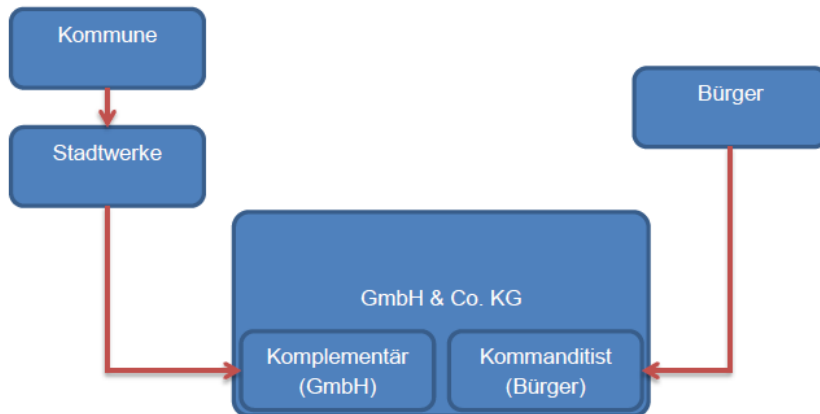 Kommune
Bürger
Stadtwerke
GmbH & Co. KG
Komplementär
(GmbH)
Kommanditist
(Bürger)